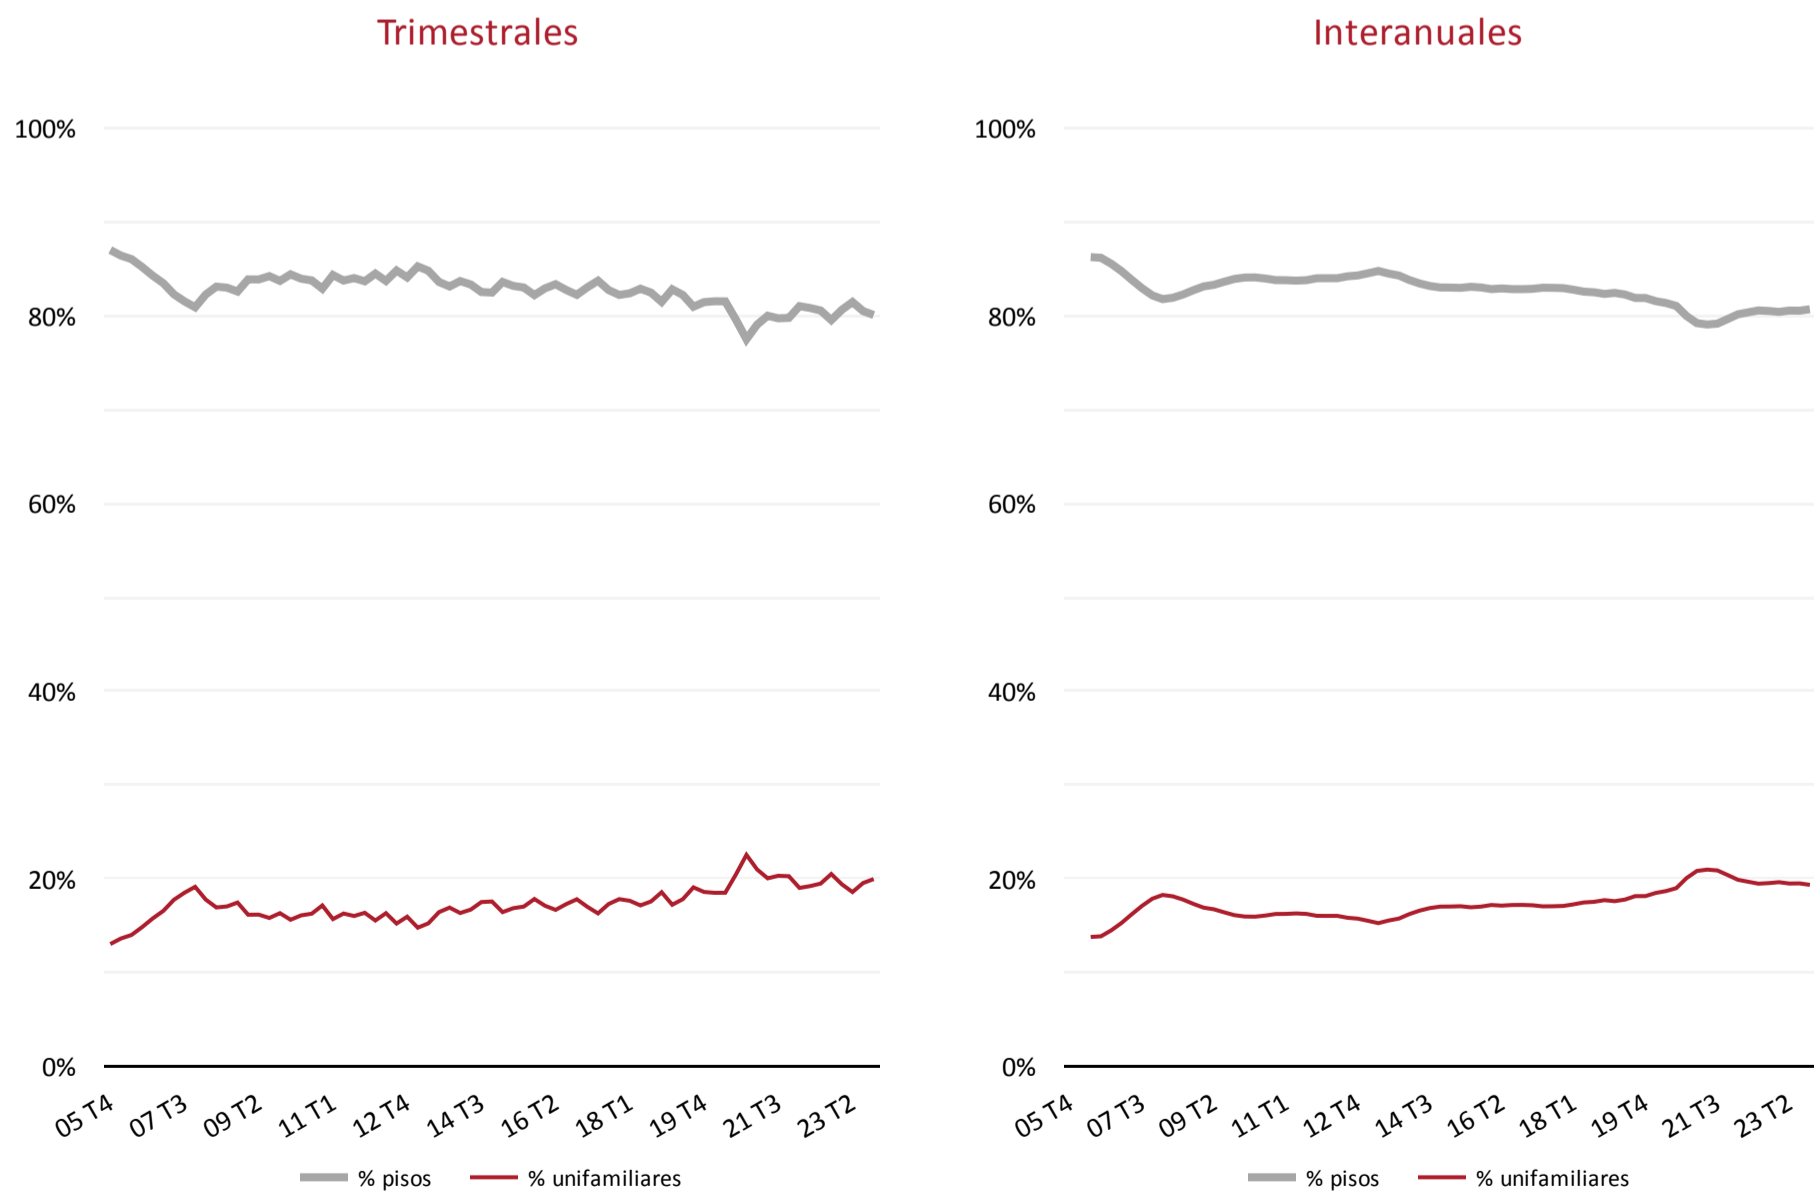 Trimestrales
100%
80%
60%
40%
20%
0%
05 T4 07 T3 09 T2 11 T1 12 T4 14 T3 16 T2 18 T1 19 T4 21 T3 23 T2
% pisos % unifamiliares
Interanuales
100%
80%
60%
40%
20%
0%
05 T4 07 T3 09 T2 11 T1 12 T4 14 T3 16 T2 18 T1 19 T4 21 T3 23 T2
% pisos % unifamiliares